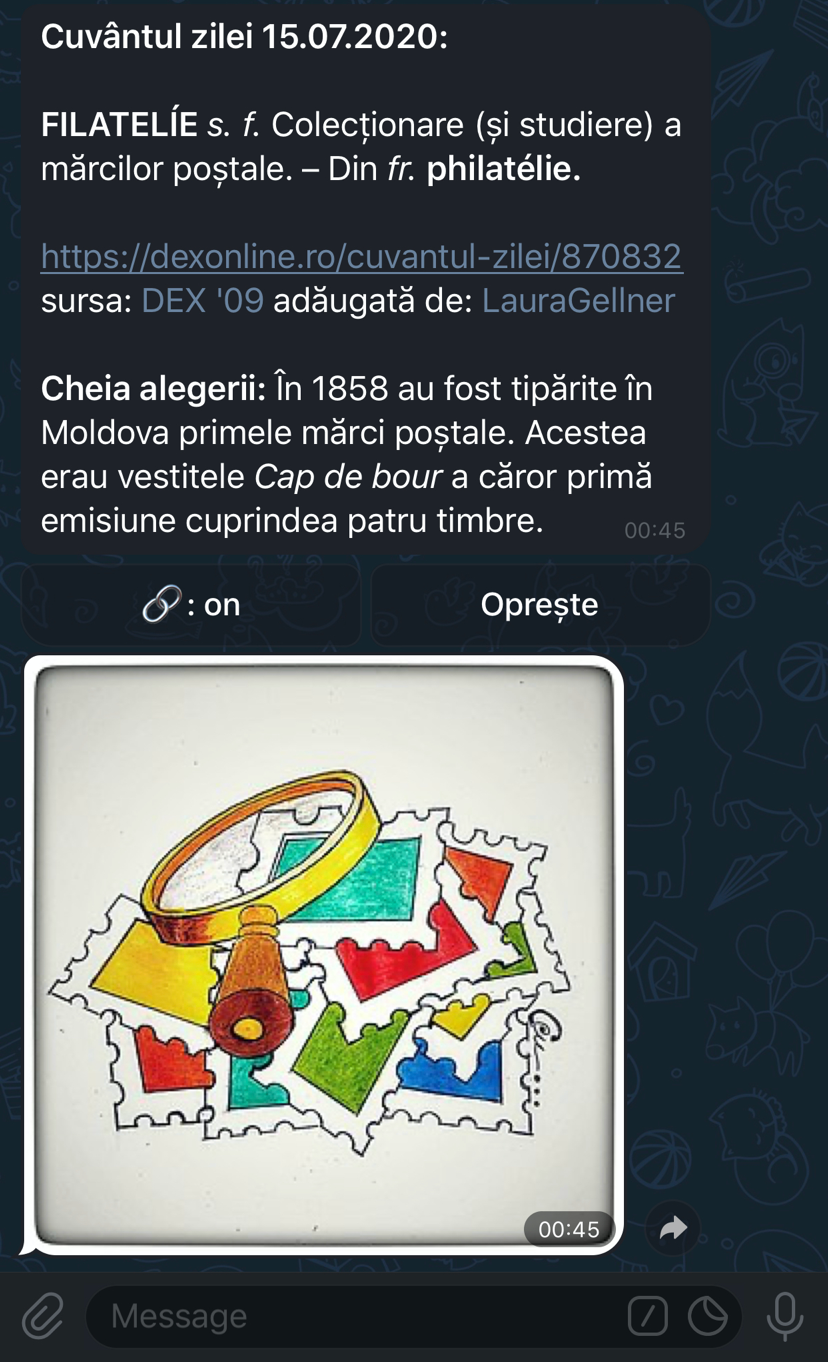 Cuvântul zilei 15.07.2020:
FILATELÍE s. f. Colecționare (și studiere) a
mărcilor poștale. – Din fr. philatélie.
https://dexonline.ro/cuvantul-zilei/870832
sursa: DEX '09 adăugată de: LauraGellner
Cheia alegerii: În 1858 au fost tipărite în
Moldova primele mărci poștale. Acestea
erau vestitele Cap de bour a căror primă
emisiune cuprindea patru timbre.
00:45
🔗: on
Oprește
00:45
Message